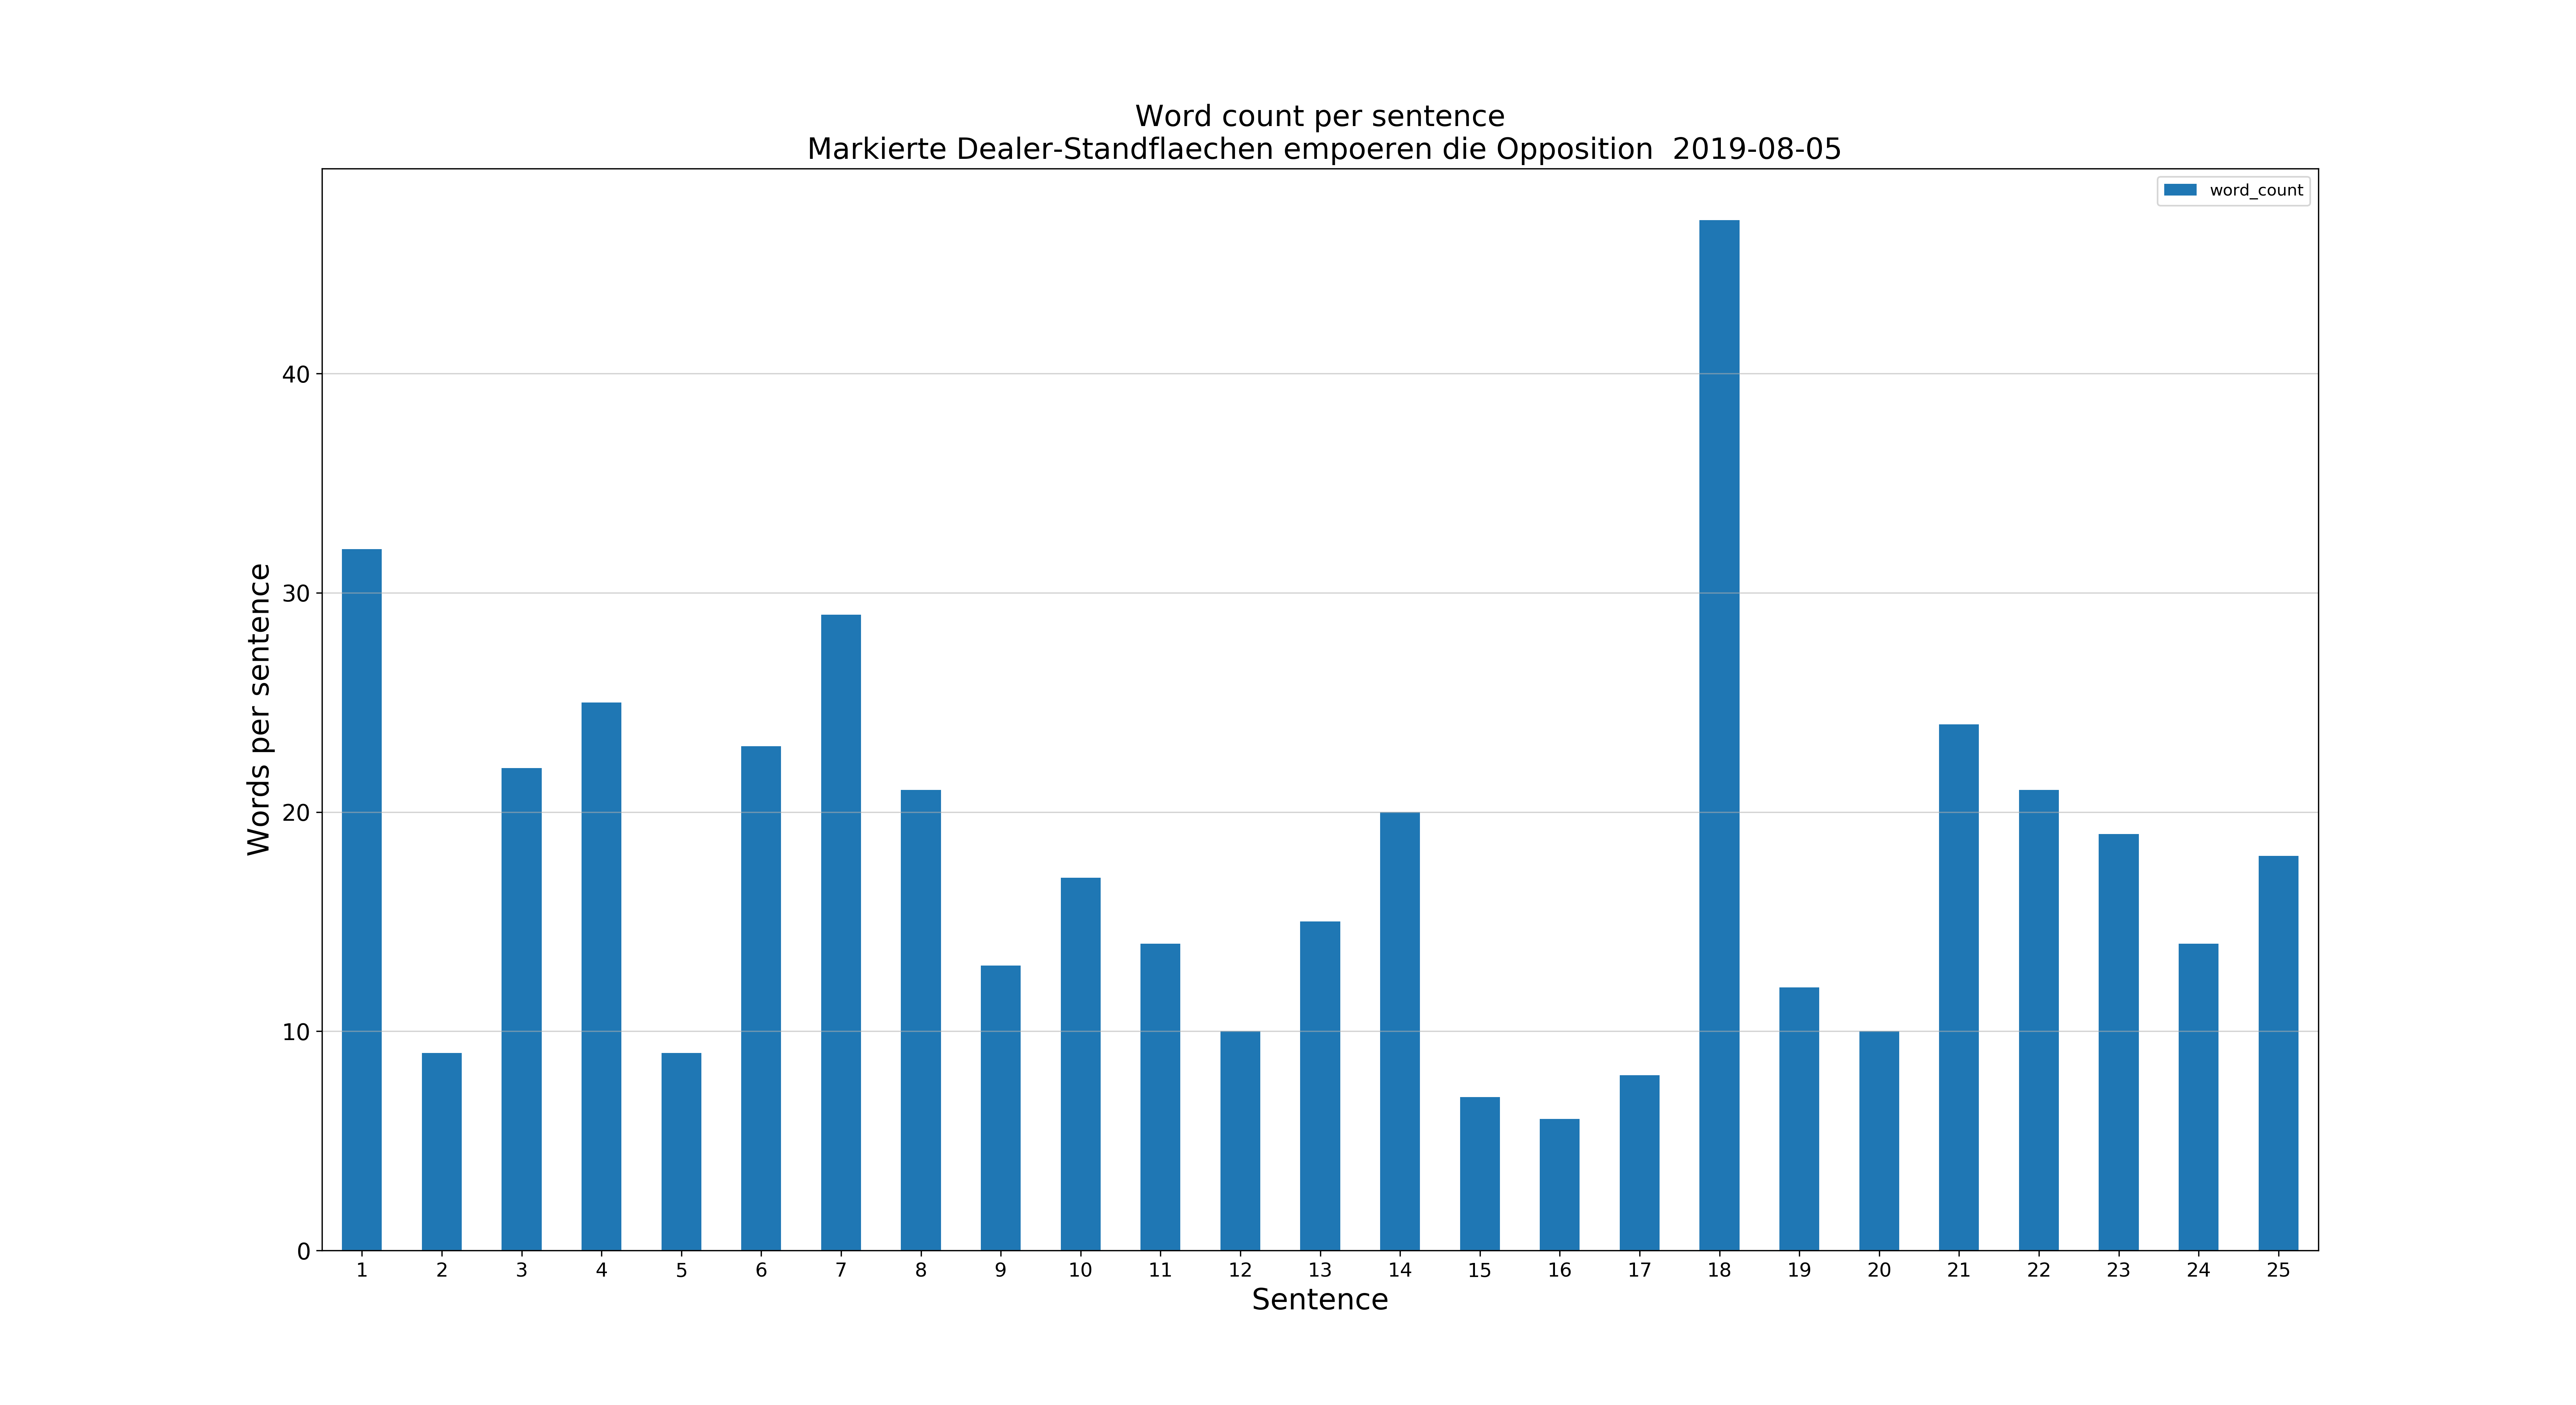 Word count per sentence
Markierte Dealer-Standflaechen empoeren die Opposition  2019-08-05
word_count
40
30
20
10
0
Words per sentence
1 2 3 4 5 6 7 8 9 10 11 12 13 14 15 16 17 18 19 20 21 22 23 24 25
Sentence